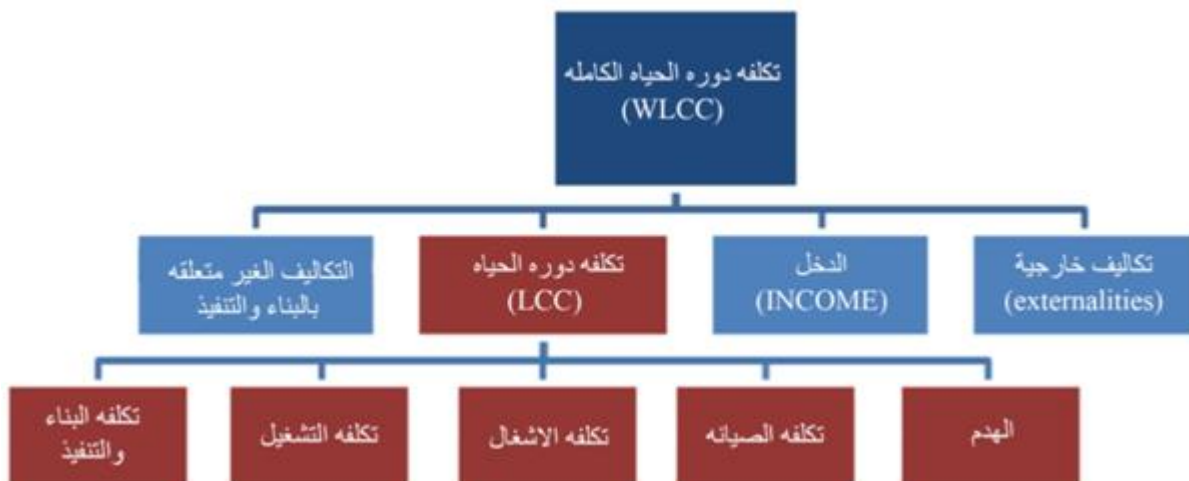 تكلفه دوره الحياه الكامله
(WLCC)
تكاليف خارجية
(externalities)
الدخل
(INCOME)
تكلفه دوره الحياه
(LCC)
التكاليف الغير متعلقه
بالبناء والتنفيذ
الهدم
تكلفه الصيانه
تكلفه الاشغال
تكلفه التشغيل
تكلفه البناء
والتنفيذ